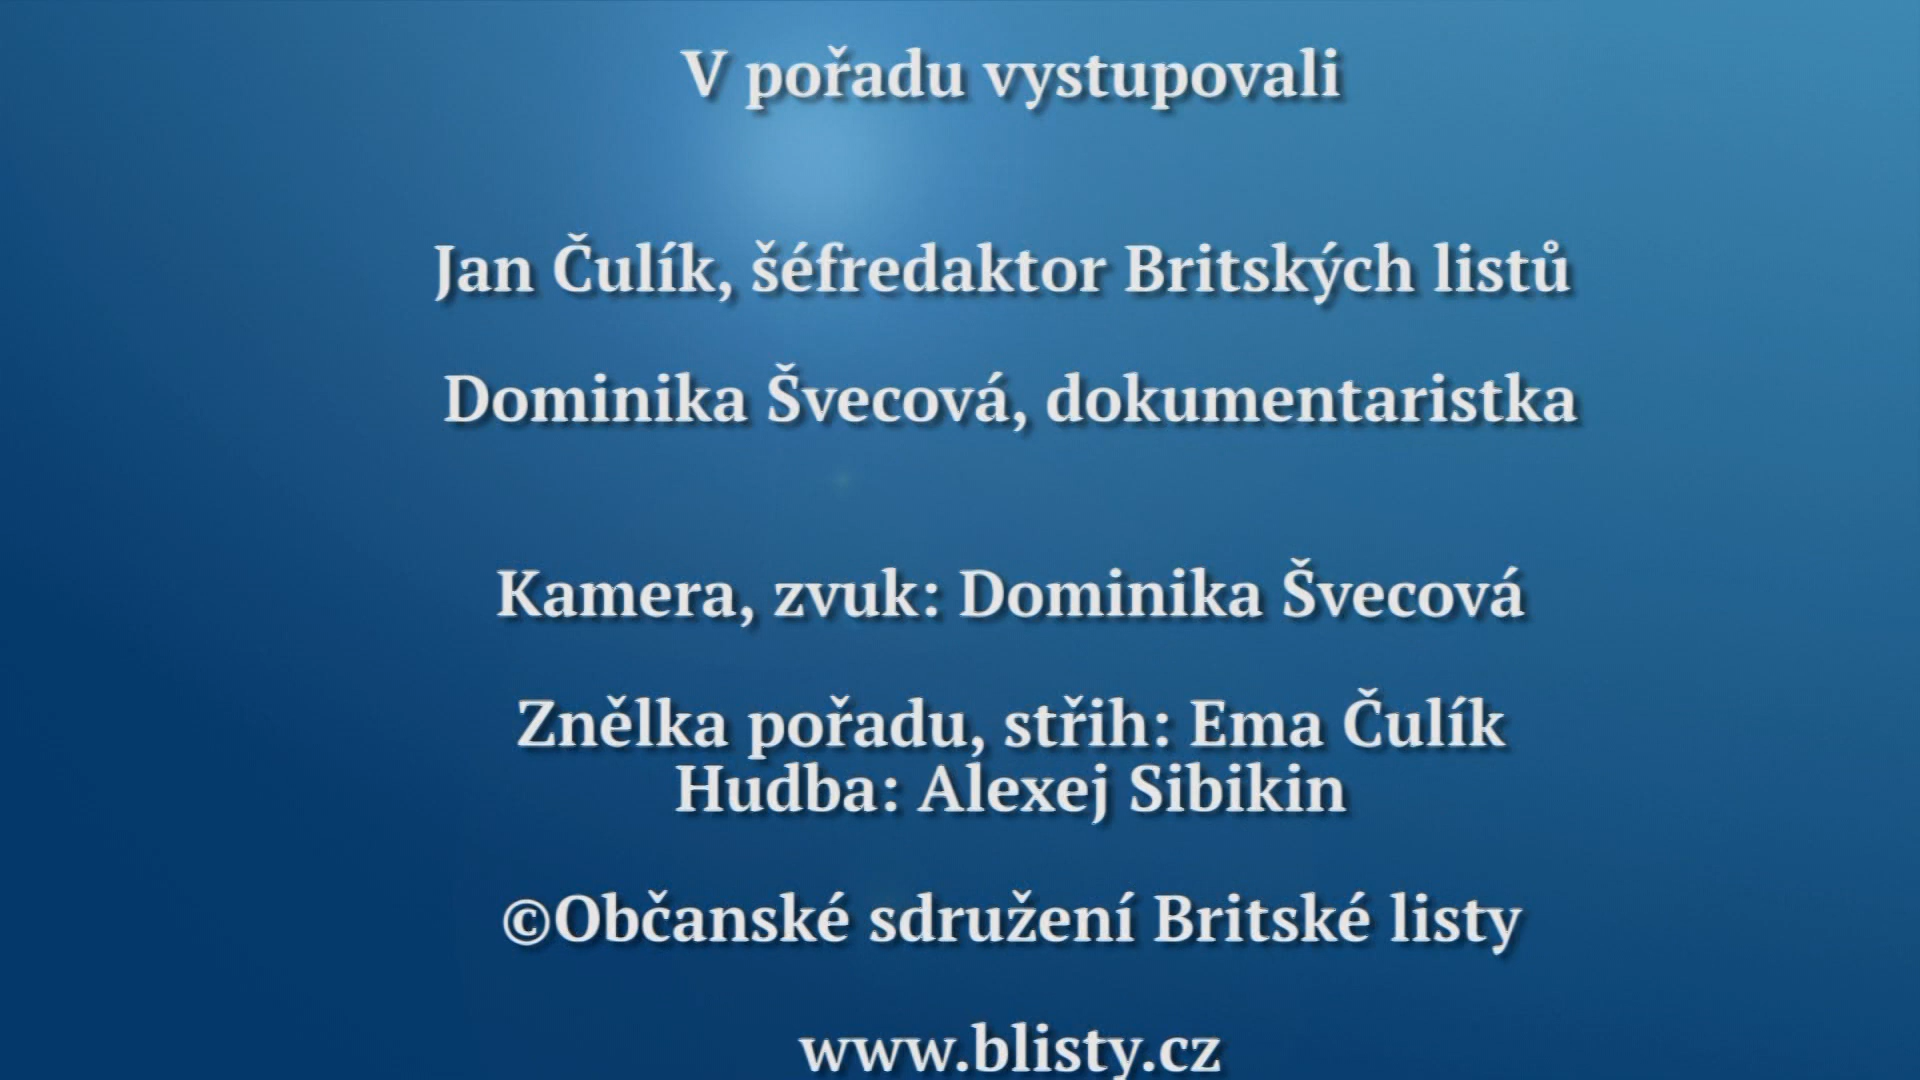 V pořadu vystupovali
Jan Čulík, šéfredaktor Britských listů
Dominika Švecová, dokumentaristka
Kamera, zvuk: Dominika Švecová
Znělka pořadu, střih: Ema Čulík
Hudba: Alexej Sibikin
©Občanské sdružení Britské listy
www.blisty.cz